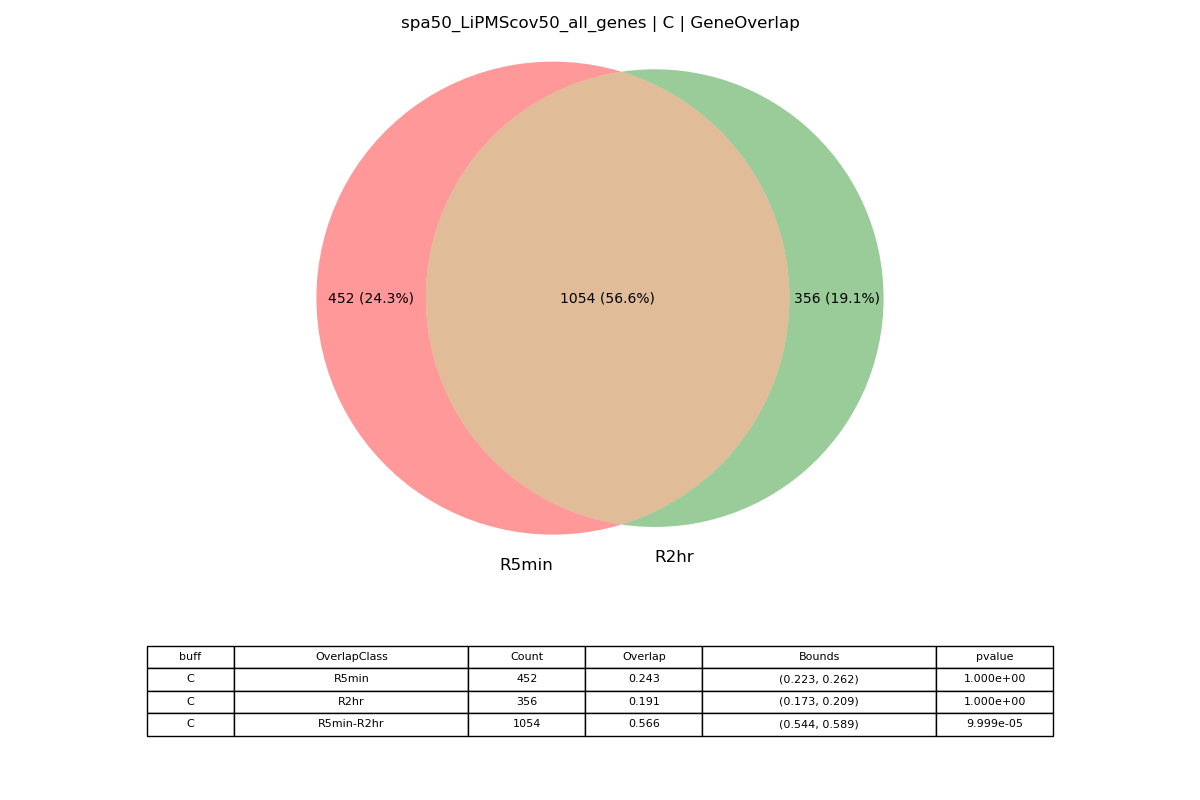 spa50_LiPMScov50_all_genes | C | GeneOverlap
452 (24.3%) 1054 (56.6%) 356 (19.1%)
R5min R2hr
buff OverlapClass Count Overlap Bounds pvalue
C R5min 452 0.243 (0.223, 0.262) 1.000e+00
C R2hr 356 0.191 (0.173, 0.209) 1.000e+00
C R5min-R2hr 1054 0.566 (0.544, 0.589) 9.999e-05